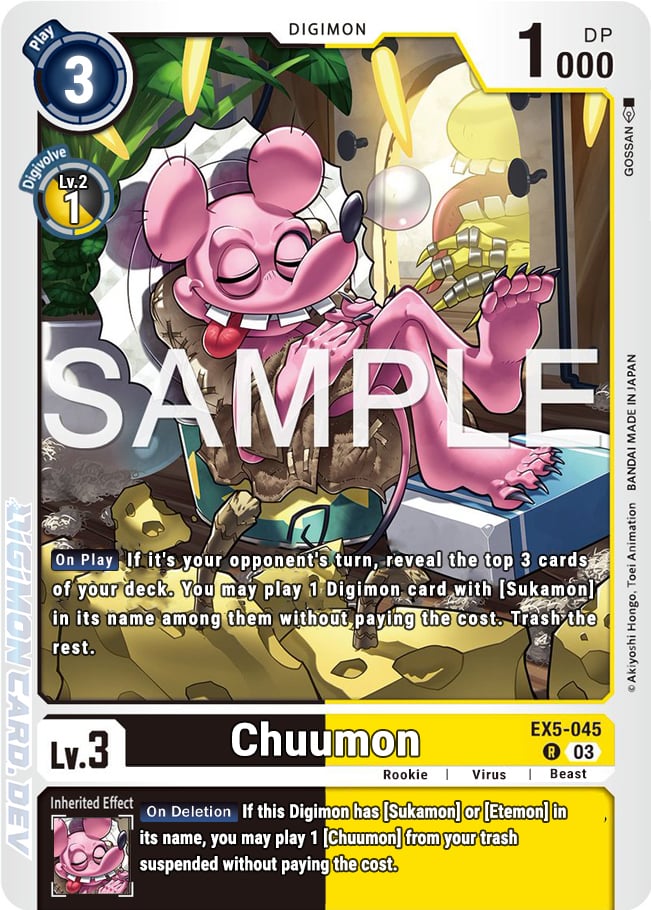 DIGIMON
Play
3
1000
DP
Digivolve
Lv.2
1
GOSSAN
SAMPLE
BANDAI MADE IN JAPAN
© Akiyoshi Hongo, Toei Animation
On Play If it's your opponent's turn, reveal the top 3 cards
of your deck. You may play 1 Digimon card with [Sukamon]
in its name among them without paying the cost. Trash the
rest.
DIGIMONCARD.DEV
Lv.3
Chuumon
EX5-045
R 03
Rookie | Virus | Beast
Inherited Effect
On Deletion If this Digimon has [Sukamon] or [Etemon] in
its name, you may play 1 [Chuumon] from your trash
suspended without paying the cost.